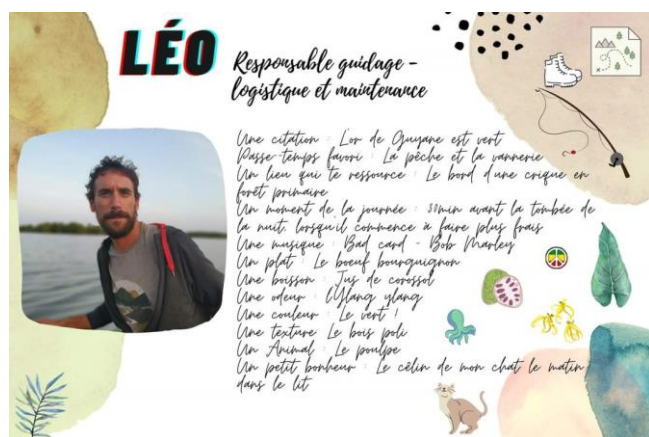 LÉO
Responsable guidage -
logistique et maintenance
Une citation : L'or de Guyane est vert
Passe-temps favori : La pêche et la vannerie
Un lieu qui te ressource : Le bord d'une crique en
forêt primaire
Un moment de la journée : 30min avant la tombée de
la nuit, lorsqu'il commence à faire plus frais
Une musique : Bad card - Bob Marley
Un plat : Le boeuf bourguignon
Une boisson : Jus de corossol
Une odeur : L'Ylang ylang
Une couleur : Le vert !
Une texture: Le bois poli
Un Animal : Le poulpe
Un petit bonheur : Le câlin de mon chat le matin
dans le lit